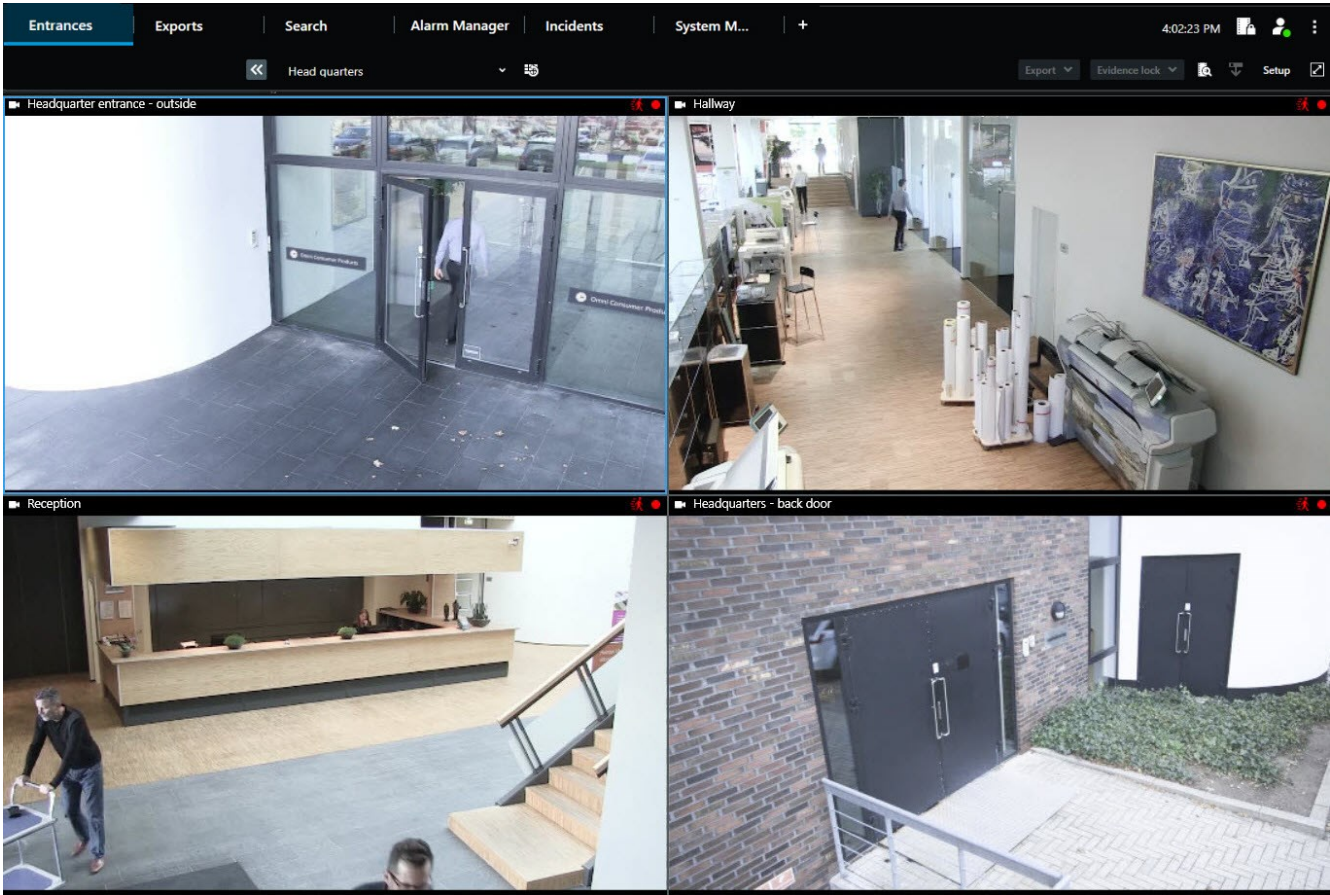 Entrances
Exports
Search
Alarm Manager
Incidents
System M...
+
4:02:23 PM
Head quarters
Export
Evidence lock
Setup
Headquarter entrance - outside
Hallway
Omni Consumer Products
Omni Consumer Produ
Reception
Headquarters - back door